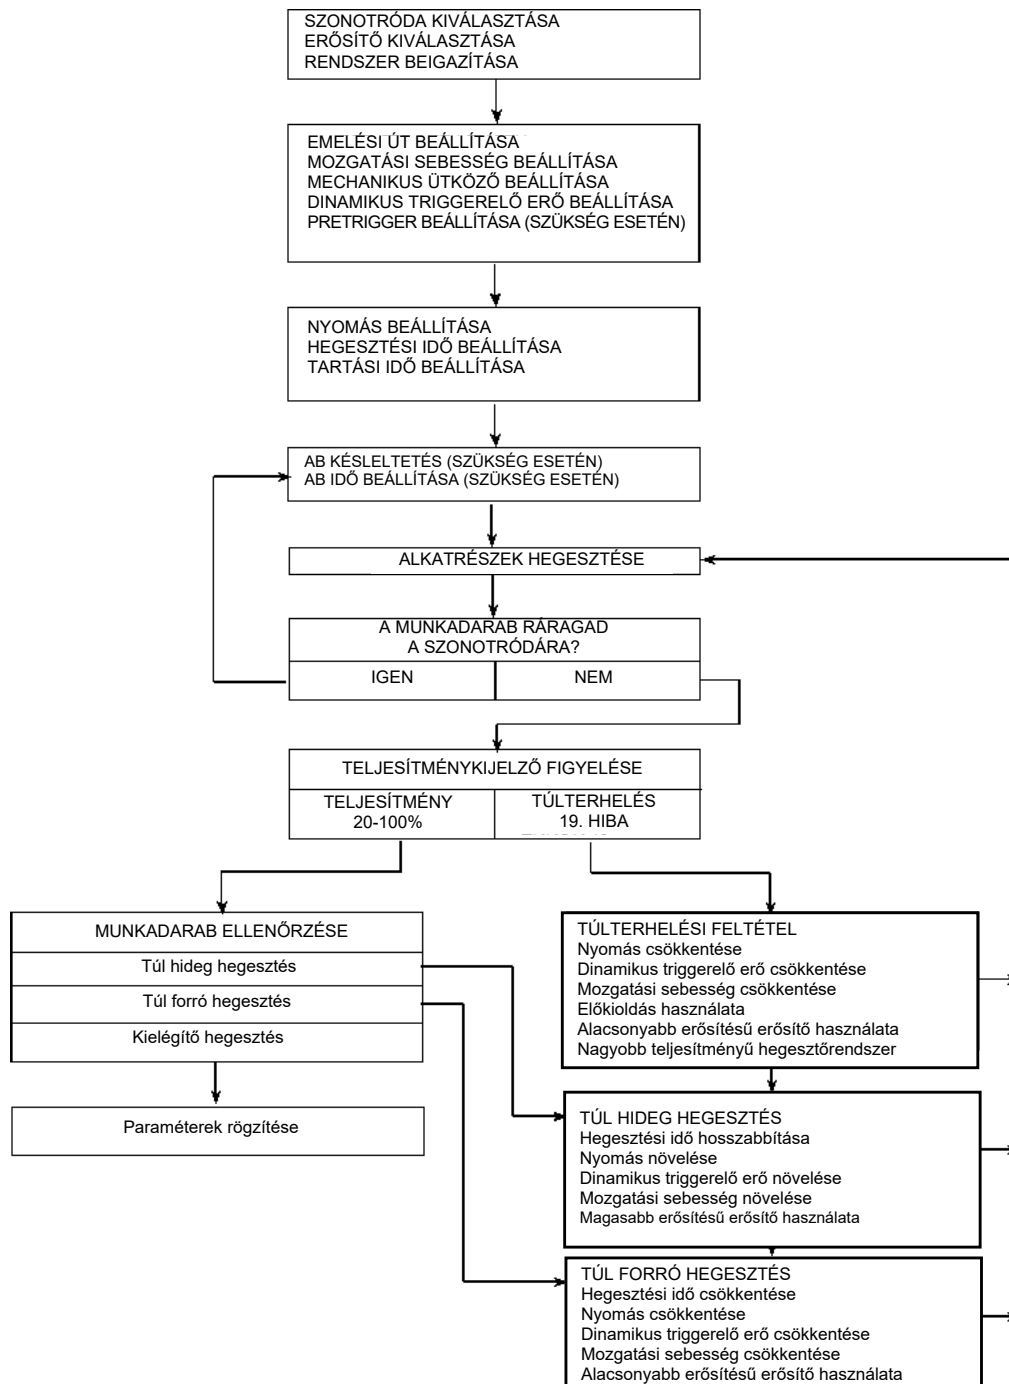 SZONOTRÓDA KIVÁLASZTÁSA
ERŐSÍTŐ KIVÁLASZTÁSA
RENDSZER BEIGAZÍTÁSA
EMELÉSI ÚT BEÁLLÍTÁSA
MOZGATÁSI SEBESSÉG BEÁLLÍTÁSA
MECHANIKUS ÜTKÖZŐ BEÁLLÍTÁSA
DINAMIKUS TRIGGERELŐ ERŐ BEÁLLÍTÁSA
PRETRIGGER BEÁLLÍTÁSA (SZÜKSÉG ESETÉN)
NYOMÁS BEÁLLÍTÁSA
HEGESZTÉSI IDŐ BEÁLLÍTÁSA
TARTÁSI IDŐ BEÁLLÍTÁSA
AB KÉSLELTETÉS (SZÜKSÉG ESETÉN)
AB IDŐ BEÁLLÍTÁSA (SZÜKSÉG ESETÉN)
ALKATRÉSZEK HEGESZTÉSE
A MUNKADARAB RÁRAGAD
A SZONOTRÓDÁRA?
IGEN
NEM
TELJESÍTMÉNYKIJELZŐ FIGYELÉSE
TELJESÍTMÉNY
20-100%
TÚLTERHELÉS
19. HIBA
MUNKADARAB ELLENŐRZÉSE
Túl hideg hegesztés
Túl forró hegesztés
Kielégítő hegesztés
Paraméterek rögzítése
TÚLTERHELÉSI FELTÉTEL
Nyomás csökkentése
Dinamikus triggerelő erő csökkentése
Mozgatási sebesség csökkentése
Előkioldás használata
Alacsonyabb erősítésű erősítő használata
Nagyobb teljesítményű hegesztőrendszer
TÚL HIDEG HEGESZTÉS
Hegesztési idő hosszabbítása
Nyomás növelése
Dinamikus triggerelő erő növelése
Mozgatási sebesség növelése
Magasabb erősítésű erősítő használata
TÚL FORRÓ HEGESZTÉS
Hegesztési idő csökkentése
Nyomás csökkentése
Dinamikus triggerelő erő csökkentése
Mozgatási sebesség csökkentése
Alacsonyabb erősítésű erősítő használata